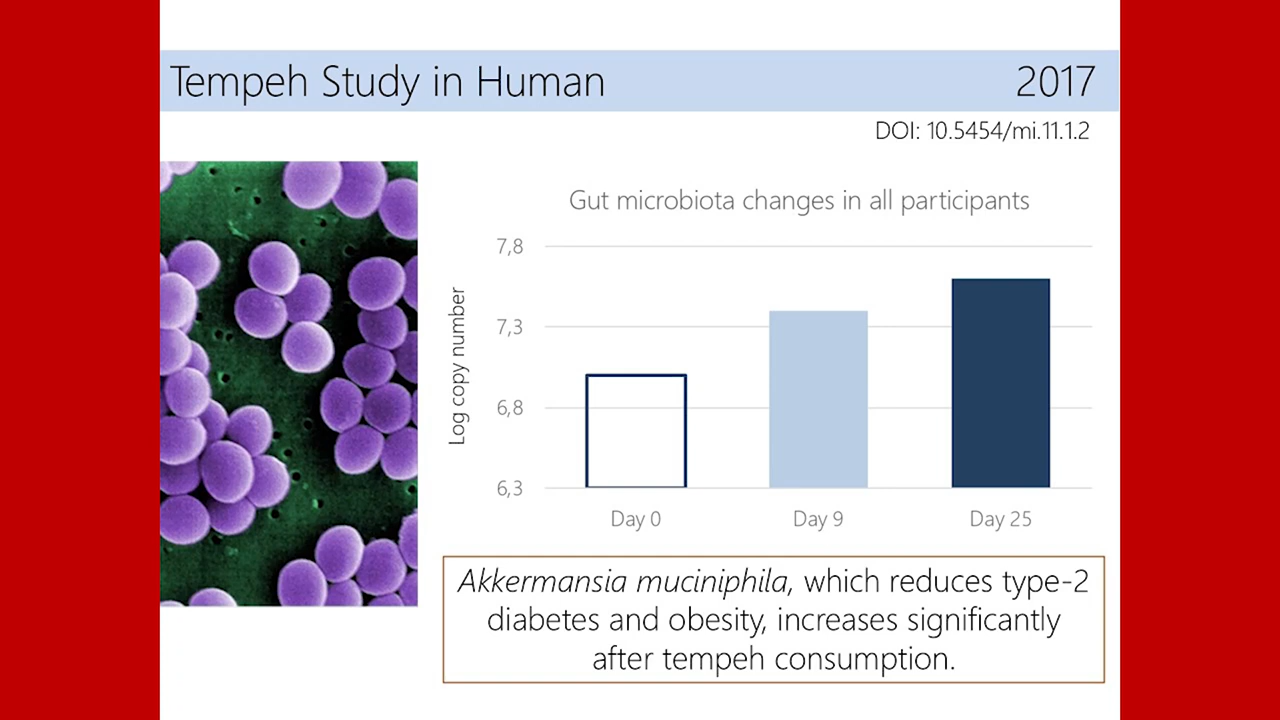 Tempeh Study in Human 2017
DOI: 10.5454/mi.11.1.2
Gut microbiota changes in all participants
Log copy number
7,8
7,3
6,8
6,3
Day 0 Day 9 Day 25
Akkermansia muciniphila, which reduces type-2
diabetes and obesity, increases significantly
after tempeh consumption.